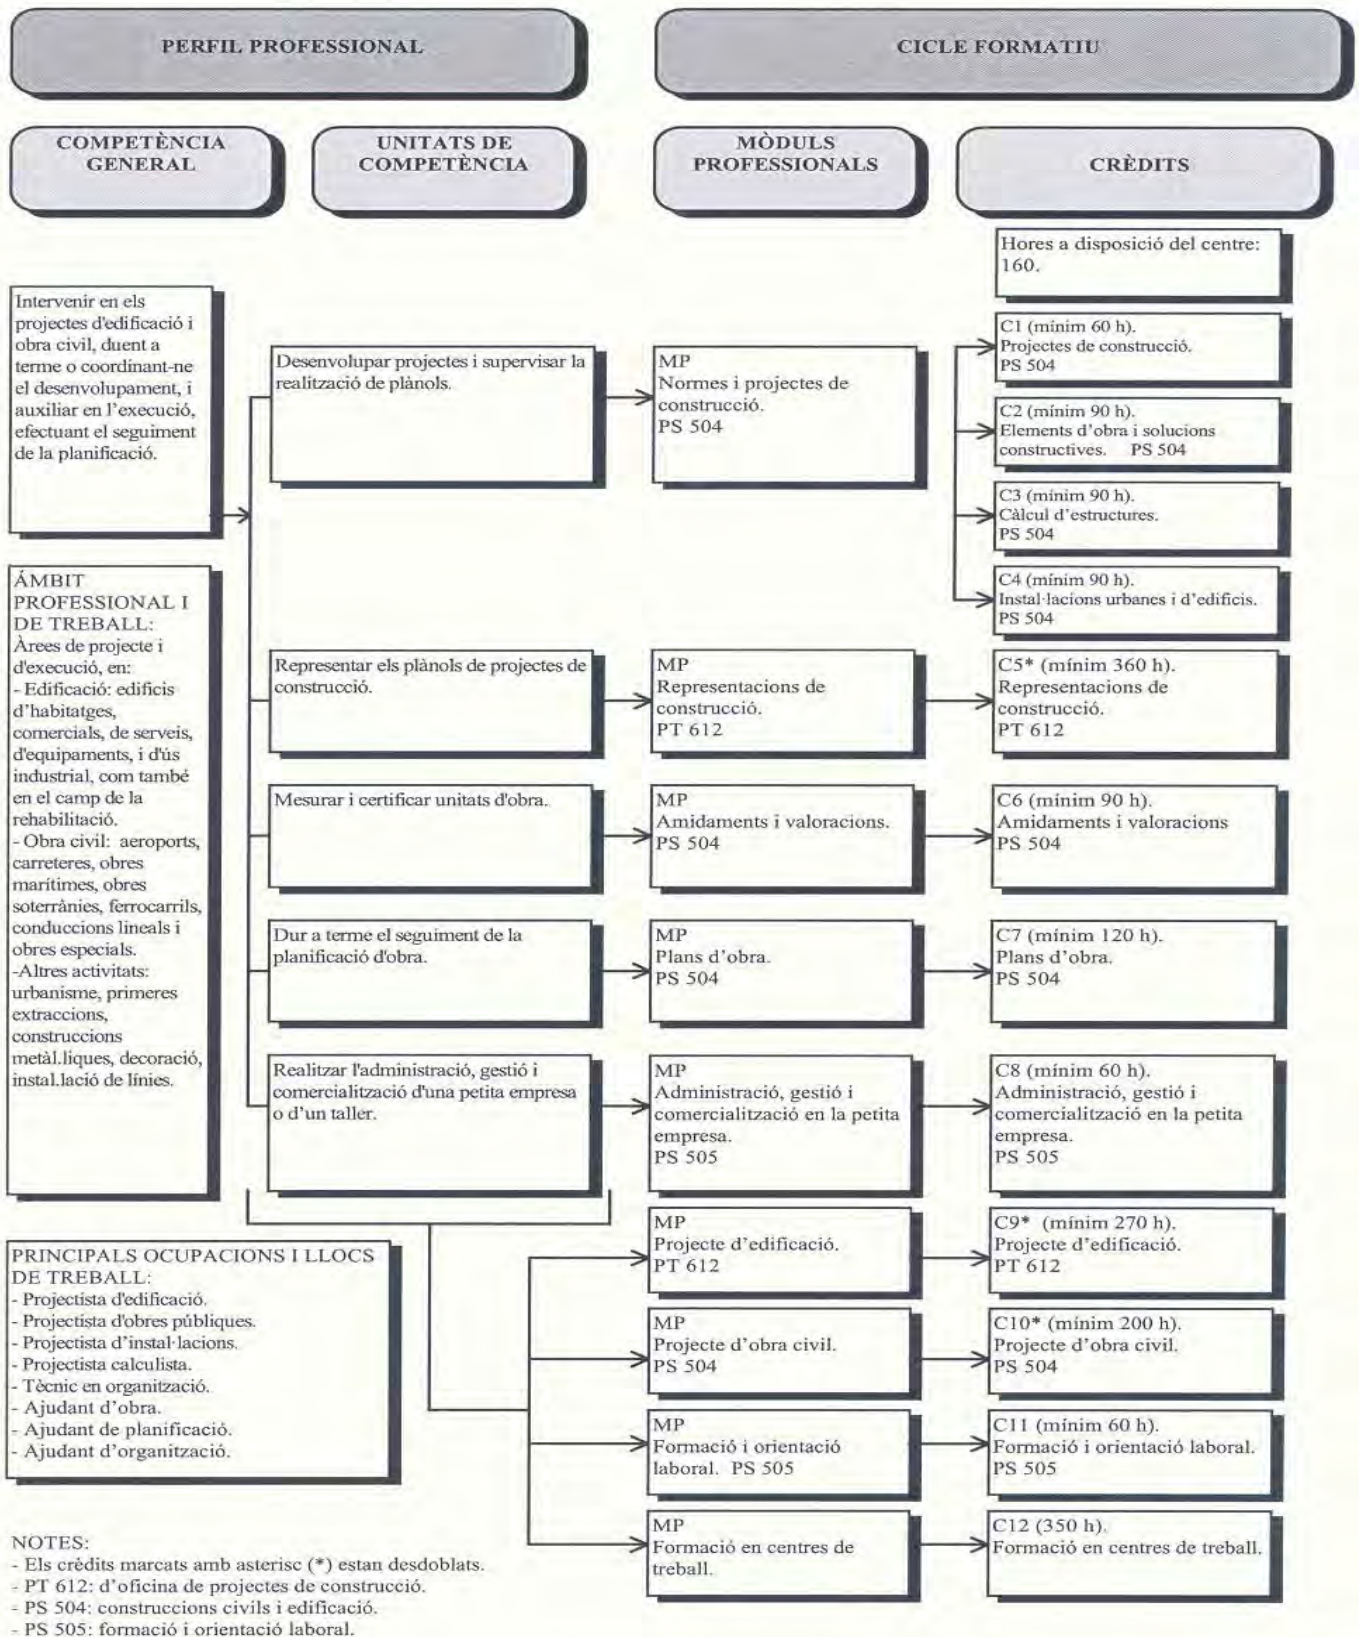 PERFIL PROFESSIONAL
CICLE FORMATIU
COMPETÈNCIA
GENERAL
UNITATS DE
COMPETÈNCIA
MÒDULS
PROFESSIONALS
CRÈDITS
Hores a disposició del centre:
160.
Intervenir en els
projectes d'edificació i
obra civil, duent a
terme o coordinant-ne
el desenvolupament, i
auxiliar en l'execució,
efectuant el seguiment
de la planificació.
ÁMBIT
PROFESSIONAL I
DE TREBALL:
Àrees de projecte i
d'execució, en:
- Edificació: edificis
d'habitatges,
comercials, de serveis,
d'equipaments, i d'ús
industrial, com també
en el camp de la
rehabilitació.
- Obra civil: aeroports,
carreteres, obres
marítimes, obres
soterrànies, ferrocarrils,
conduccions lineals i
obres especials.
-Altres activitats:
urbanisme, primeres
extraccions,
construccions
metàl.liques, decoració,
instal.lació de línies.
Desenvolupar projectes i supervisar la
realització de plànols.
MP
Normes i projectes de
construcció.
PS 504
C1 (mínim 60 h).
Projectes de construcció.
PS 504
C2 (mínim 90 h).
Elements d'obra i solucions
constructives. PS 504
C3 (mínim 90 h).
Càlcul d'estructures.
PS 504
C4 (mínim 90 h).
Instal·lacions urbanes i d'edificis.
PS 504
Representar els plànols de projectes de
construcció.
MP
Representacions de
construcció.
PT 612
C5* (mínim 360 h).
Representacions de
construcció.
PT 612
Mesurar i certificar unitats d'obra.
MP
Amidaments i valoracions.
PS 504
C6 (mínim 90 h).
Amidaments i valoracions
PS 504
Dur a terme el seguiment de la
planificació d'obra.
MP
Plans d'obra.
PS 504
C7 (mínim 120 h).
Plans d'obra.
PS 504
Realitzar l'administració, gestió i
comercialització d'una petita empresa
o d'un taller.
MP
Administració, gestió i
comercialització en la petita
empresa.
PS 505
C8 (mínim 60 h).
Administració, gestió i
comercialització en la petita
empresa.
PS 505
MP
Projecte d'edificació.
PT 612
C9* (mínim 270 h).
Projecte d'edificació.
PT 612
MP
Projecte d'obra civil.
PS 504
C10* (mínim 200 h).
Projecte d'obra civil.
PS 504
MP
Formació i orientació
laboral. PS 505
C11 (mínim 60 h).
Formació i orientació laboral.
PS 505
MP
Formació en centres de
treball.
C12 (350 h).
Formació en centres de treball.
PRINCIPALS OCUPACIONS I LLOCS
DE TREBALL:
- Projectista d'edificació.
- Projectista d'obres públiques.
- Projectista d'instal·lacions.
- Projectista calculista.
- Tècnic en organització.
- Ajudant d'obra.
- Ajudant de planificació.
- Ajudant d'organització.
NOTES:
- Els crédits marcats amb asterisc (*) estan desdoblats.
- PT 612: d'oficina de projectes de construcció.
- PS 504: construccions civils i edificació.
- PS 505: formació i orientació laboral.